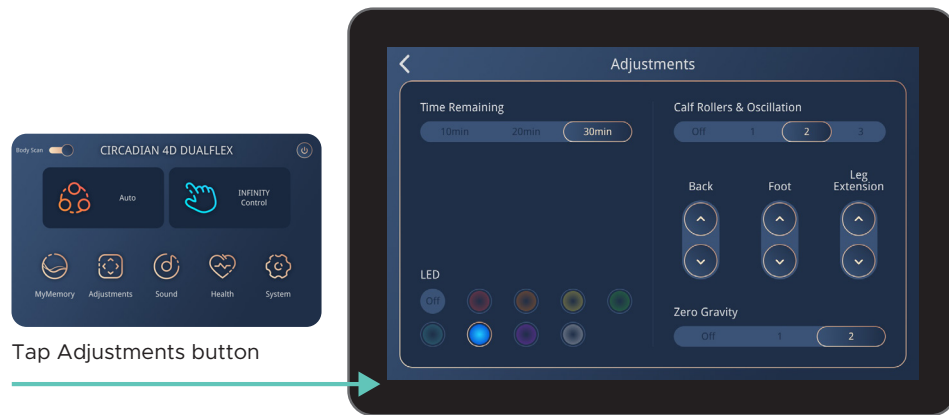 Body Scan
CIRCADIAN 4D DUALFLEX
Auto
INFINITY
Control
MyMemory
Adjustments
Sound
Health
System
Tap Adjustments button
Adjustments
Time Remaining
10min 20min 30min
Calf Rollers & Oscillation
Off 1 2 3
Back
Foot
Leg
Extension
LED
Off
Zero Gravity
Off 1 2